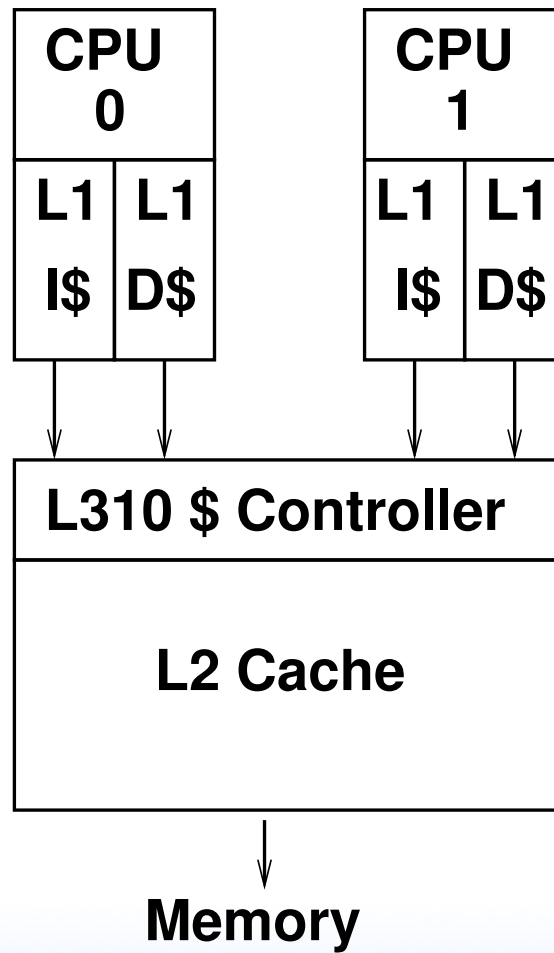 CPU
0
CPU
1
L1
I$
L1
D$
L1
I$
L1
D$
L310 $ Controller
L2 Cache
Memory